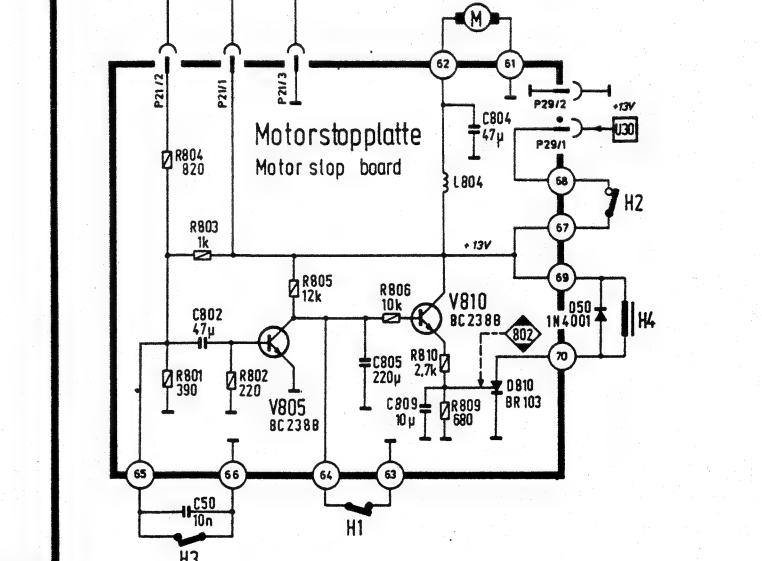 M
62
61
P21/2
P21/1
P21/3
P29/2
+13V
C804
47µ
U30
P29/1
Motorstopplatte
Motor stop board
R804
820
L804
68
H2
67
R803
1k
+13V
69
R805
12k
R806
10k
V810
BC238B
D50
1N4001
H4
C802
47µ
802
R810
2,7k
70
C805
220µ
R801
390
R802
220
V805
BC238B
C809
10µ
R809
680
D810
BR103
65
66
64
63
C50
10n
H1
H3